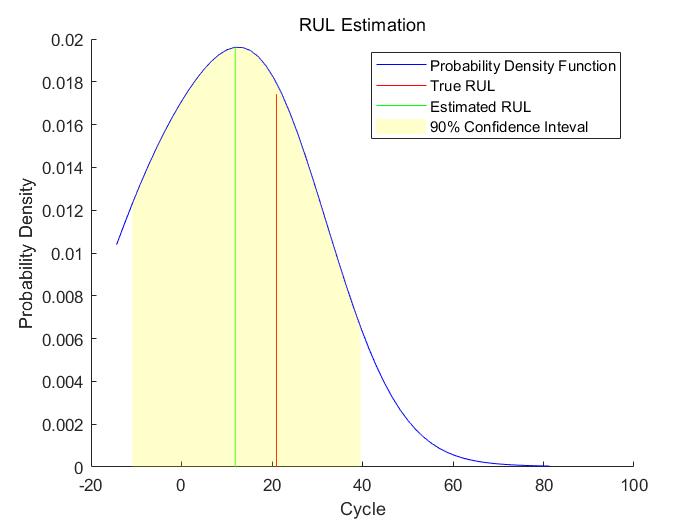 RUL Estimation
Probability Density Function
True RUL
Estimated RUL
90% Confidence Inteval
0.02
0.018
0.016
0.014
0.012
0.01
0.008
0.006
0.004
0.002
0
Probability Density
-20 0 20 40 60 80 100
Cycle